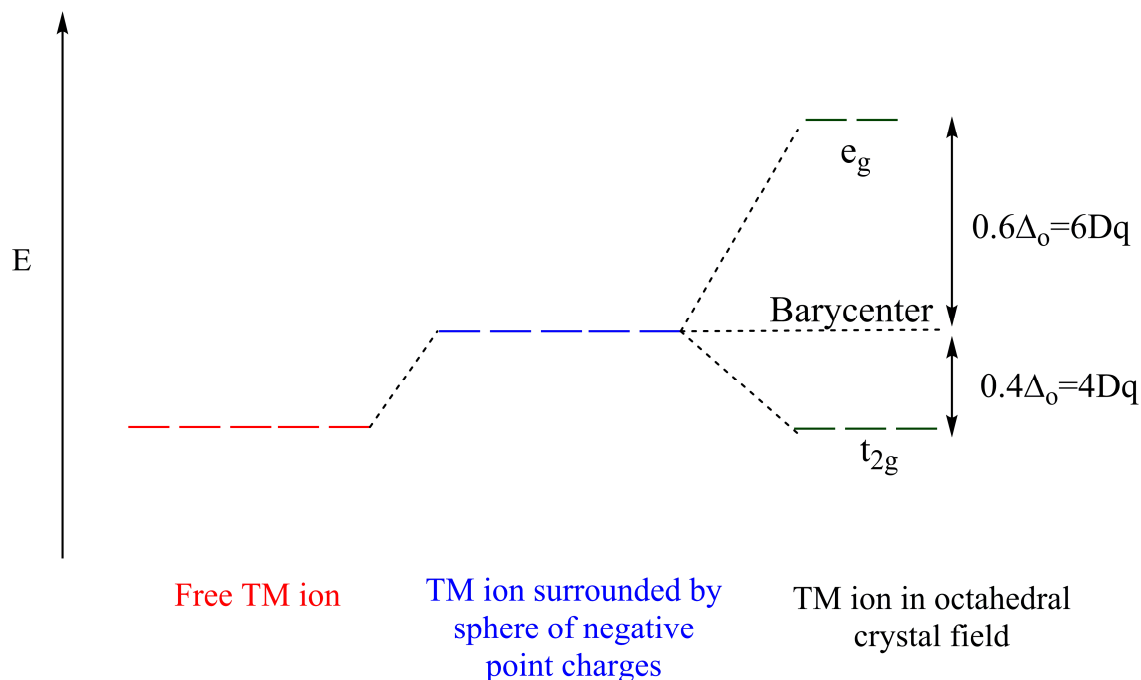 e_g
0.6Δ_o=6Dq
E
Barycenter
0.4Δ_o=4Dq
t_2g
Free TM ion
TM ion surrounded by
sphere of negative
point charges
TM ion in octahedral
crystal field